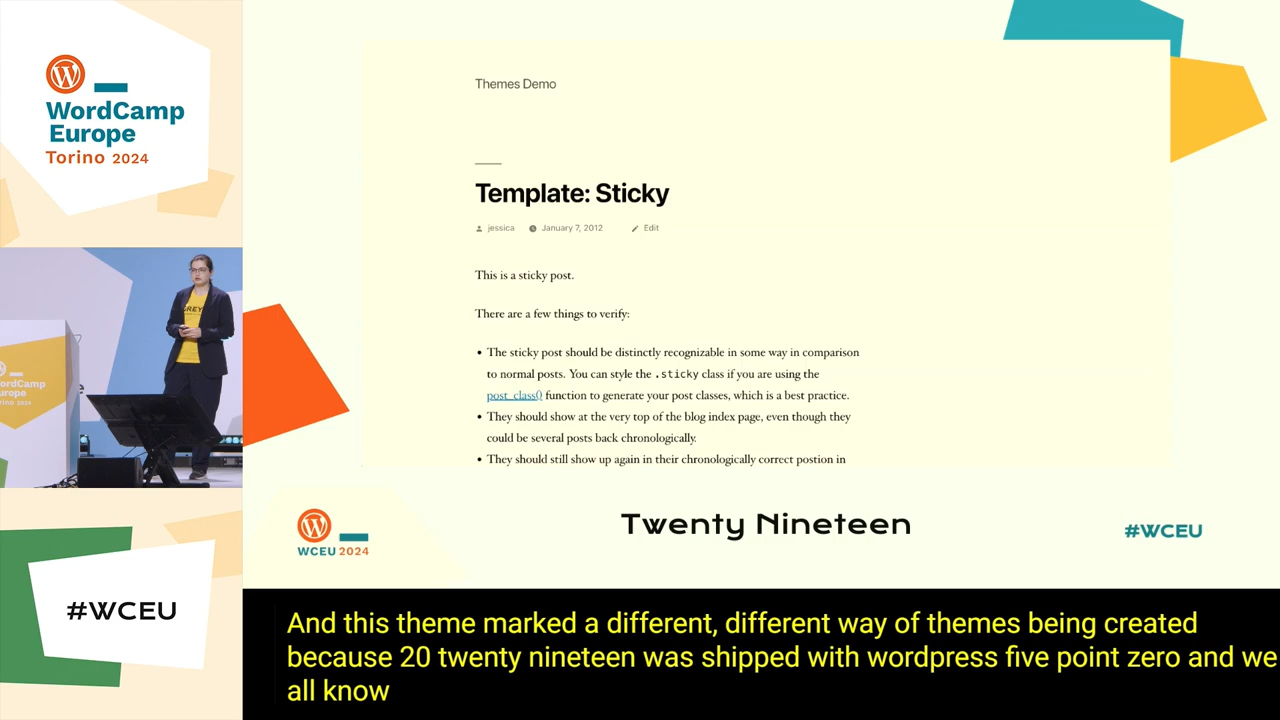 WordCamp
Europe
Torino 2024
GREY
ordCamp
urope
rino 2024
#WCEU
Themes Demo
Template: Sticky
jessica January 7, 2012 Edit
This is a sticky post.
There are a few things to verify:
• The sticky post should be distinctly recognizable in some way in comparison
to normal posts. You can style the .sticky class if you are using the
post_class() function to generate your post classes, which is a best practice.
• They should show at the very top of the blog index page, even though they
could be several posts back chronologically.
• They should still show up again in their chronologically correct postion in
WCEU 2024
Twenty Nineteen
#WCEU
And this theme marked a different, different way of themes being created
because 20 twenty nineteen was shipped with wordpress five point zero and we
all know